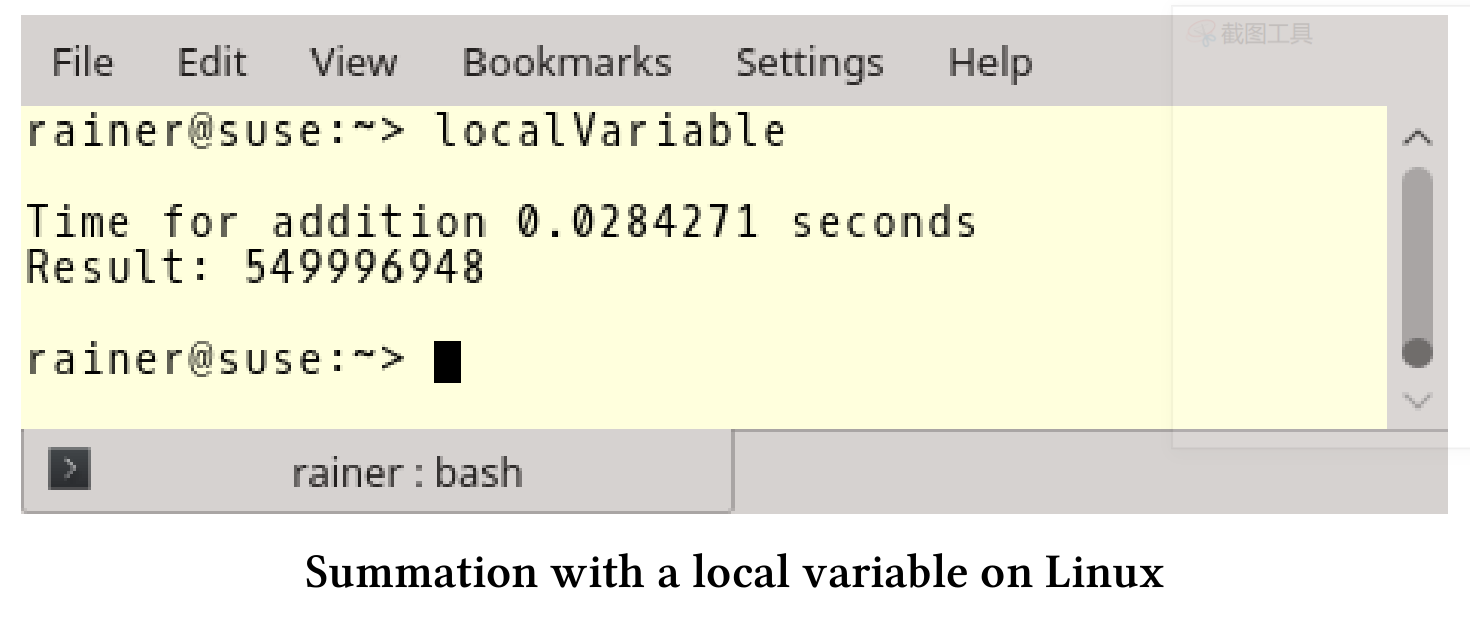 截图工具
File Edit View Bookmarks Settings Help
rainer@suse:~> localVariable
Time for addition 0.0284271 seconds
Result: 549996948
rainer@suse:~>
rainer : bash
Summation with a local variable on Linux